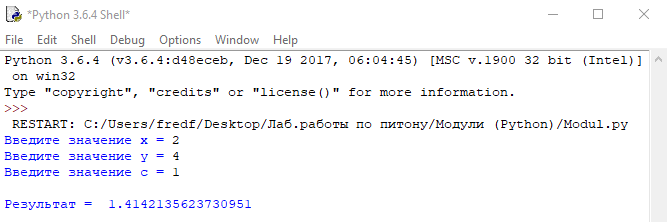 *Python 3.6.4 Shell*
File Edit Shell Debug Options Window Help
Python 3.6.4 (v3.6.4:d48eceb, Dec 19 2017, 06:04:45) [MSC v.1900 32 bit (Intel)]
on win32
Type "copyright", "credits" or "license()" for more information.
>>>
RESTART: C:/Users/fredf/Desktop/Лаб.работы по питону/Модули (Python)/Modul.py
Введите значение x = 2
Введите значение y = 4
Введите значение c = 1
Результат =  1.4142135623730951